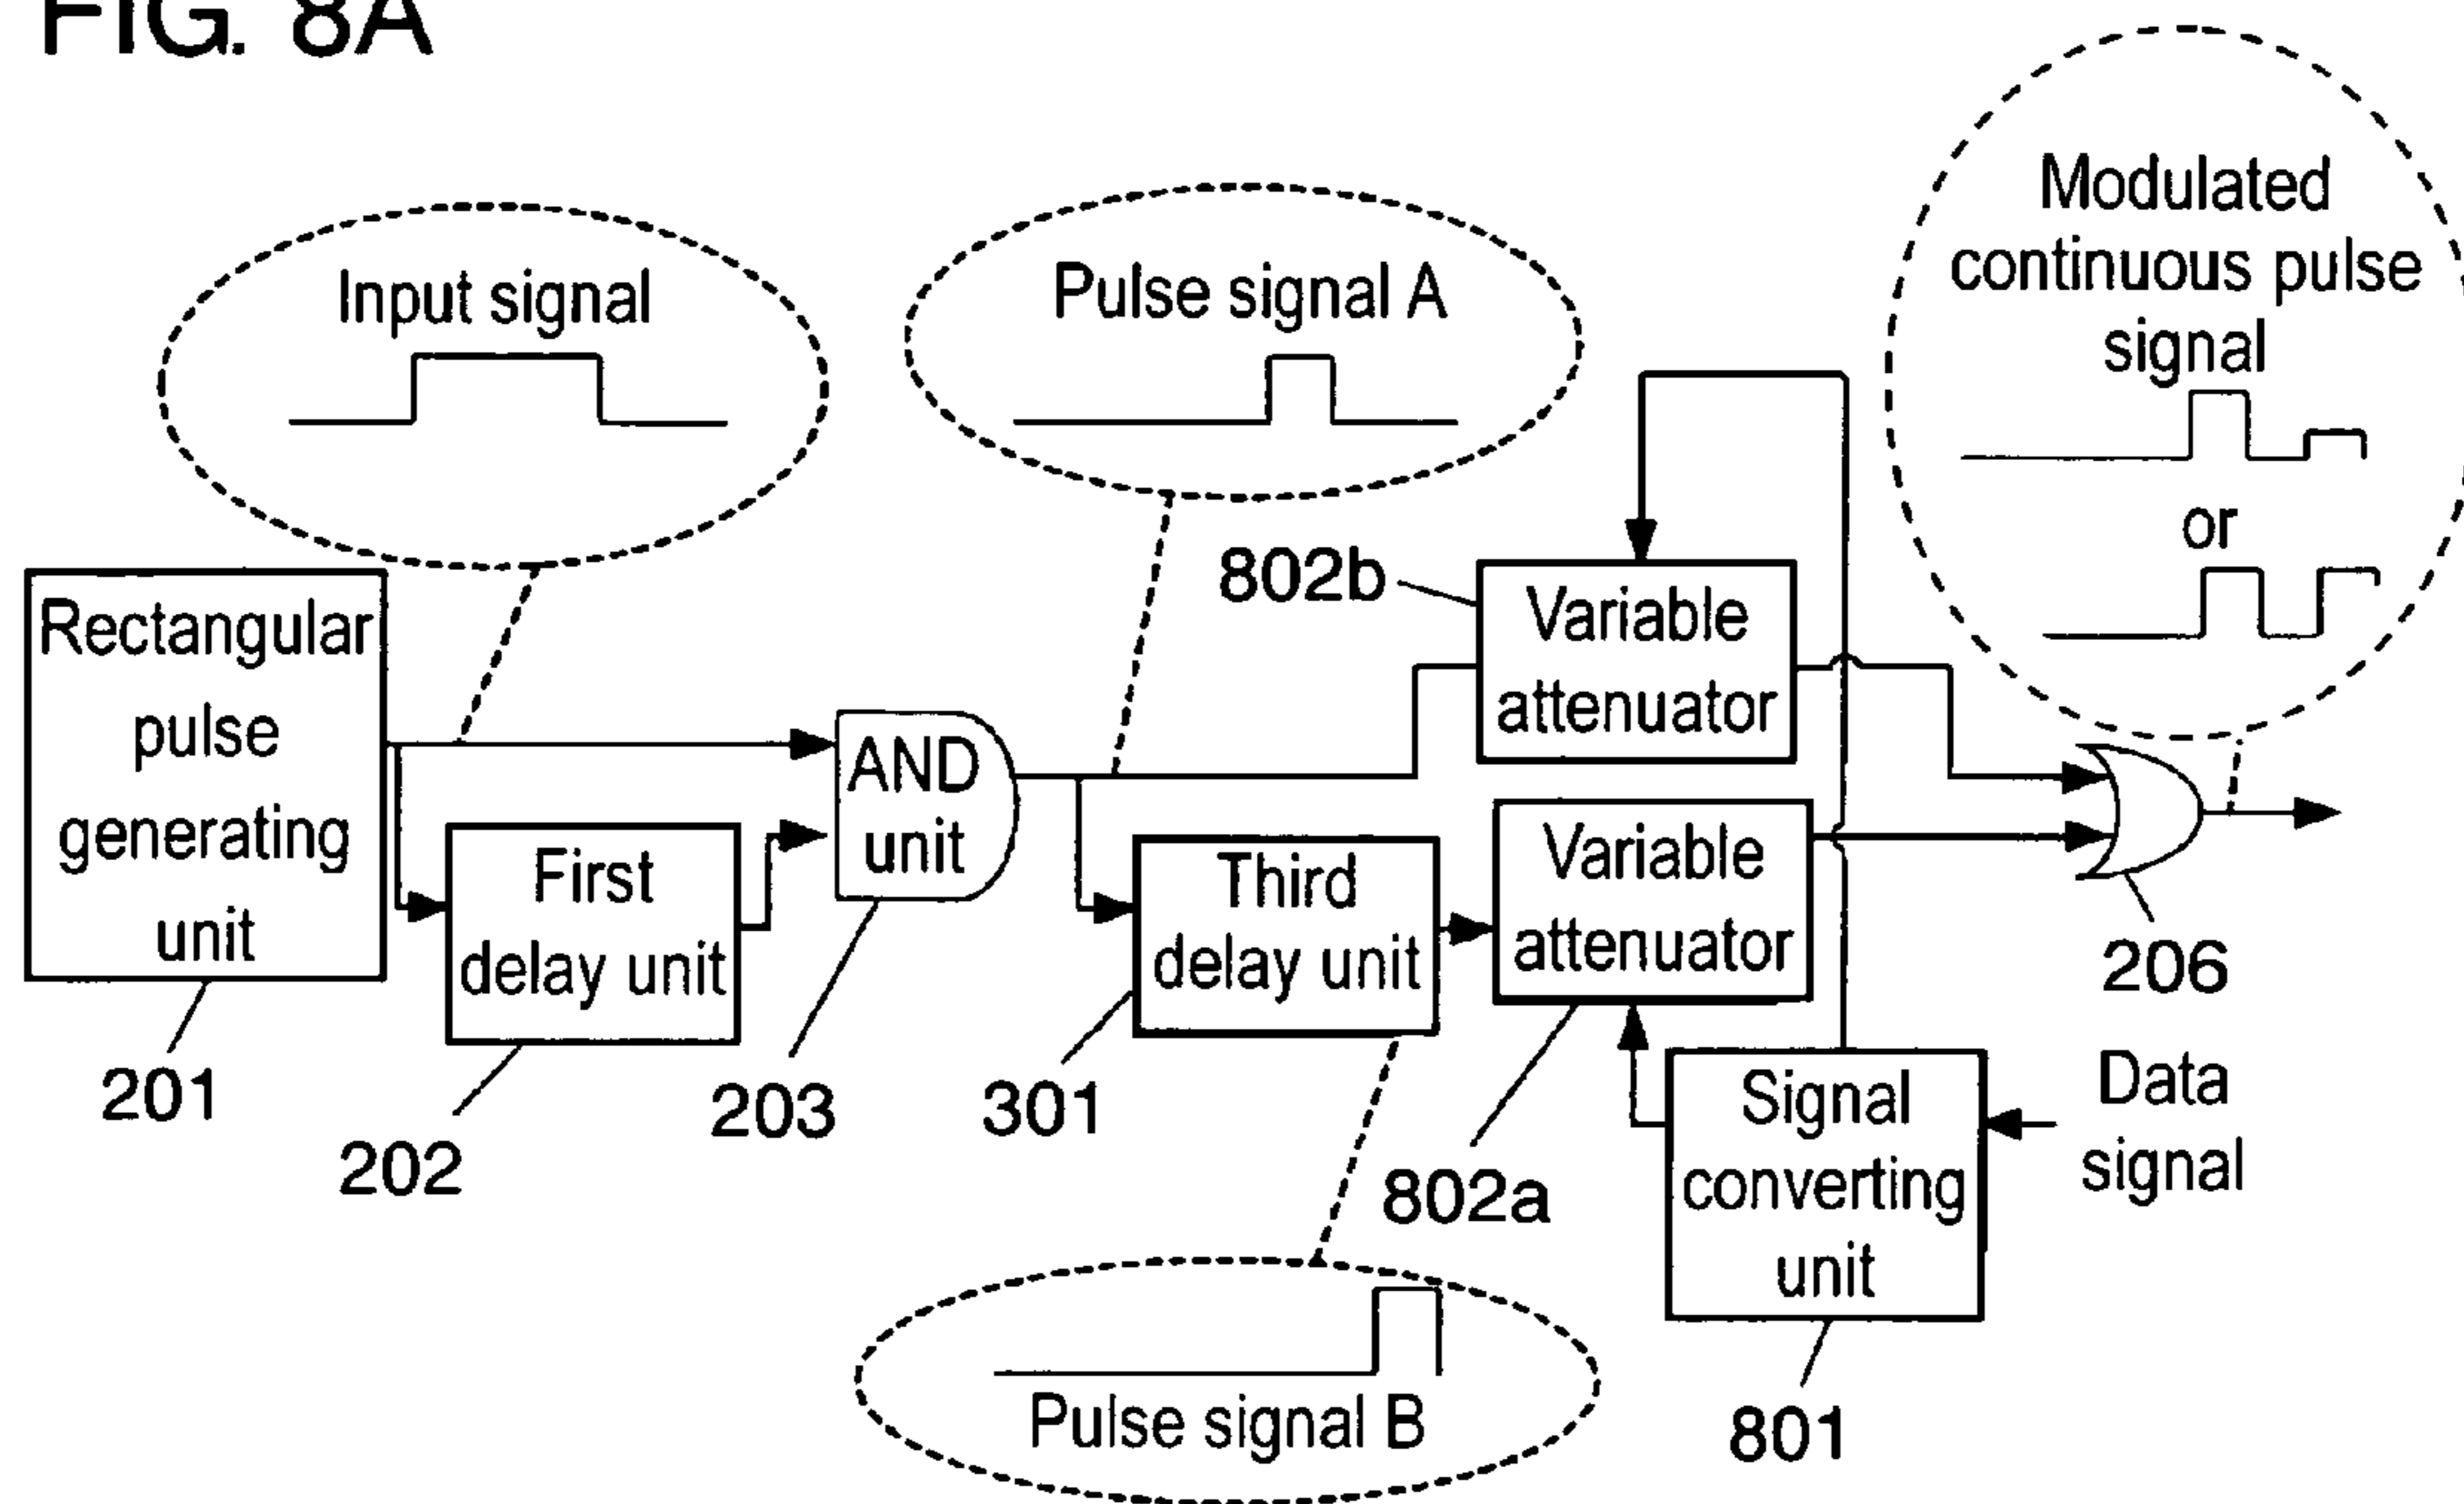 FIG. 8A
Input signal
Pulse signal A
Modulated
continuous pulse
signal
or
802b
Variable
attenuator
Rectangular
pulse
generating
unit
AND
unit
First
delay unit
Third
delay unit
Variable
attenuator
206
201
202
203
301
802a
Signal
converting
unit
Data
signal
Pulse signal B
801